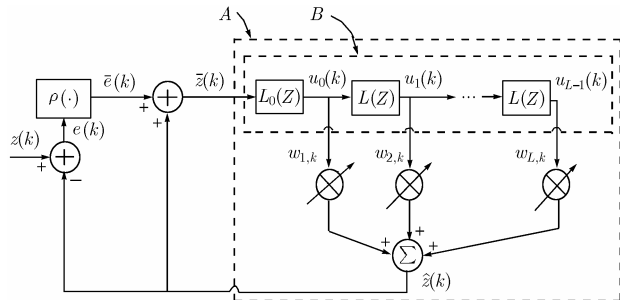 A
B
ē(k)
z̄(k)
u₀(k)
u₁(k)
u_{L−1}(k)
ρ(·)
+
+
+
L₀(Z)
L(Z)
···
L(Z)
e(k)
z(k)
+
+
−
w_{1,k}
w_{2,k}
w_{L,k}
+
+
+
Σ
ẑ(k)